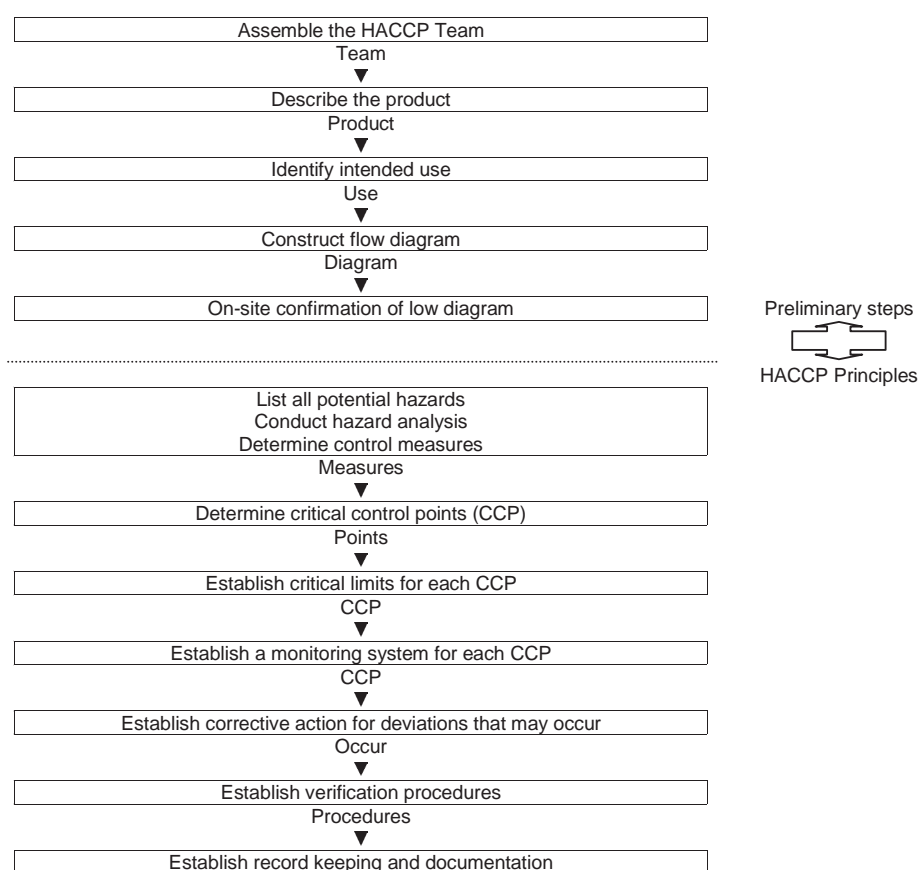 Assemble the HACCP Team
Team
Describe the product
Product
Identify intended use
Use
Construct flow diagram
Diagram
On-site confirmation of low diagram
Preliminary steps
HACCP Principles
List all potential hazards
Conduct hazard analysis
Determine control measures
Measures
Determine critical control points (CCP)
Points
Establish critical limits for each CCP
CCP
Establish a monitoring system for each CCP
CCP
Establish corrective action for deviations that may occur
Occur
Establish verification procedures
Procedures
Establish record keeping and documentation